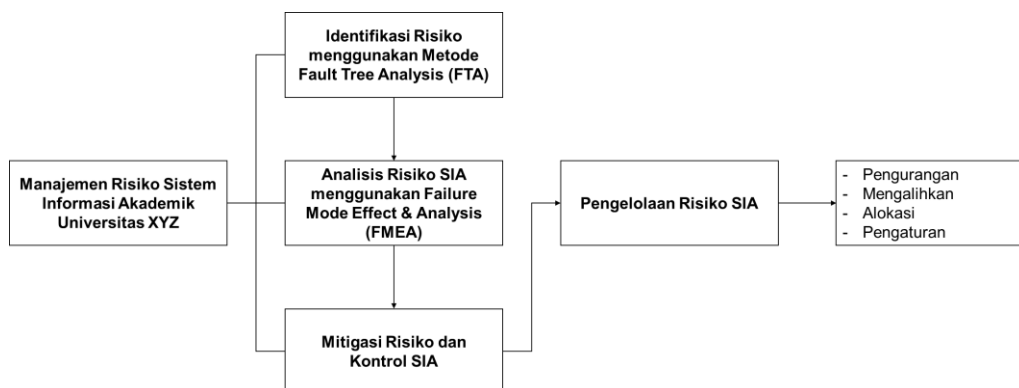 Identifikasi Risiko
menggunakan Metode
Fault Tree Analysis (FTA)
Manajemen Risiko Sistem
Informasi Akademik
Universitas XYZ
Analisis Risiko SIA
menggunakan Failure
Mode Effect & Analysis
(FMEA)
Mitigasi Risiko dan
Kontrol SIA
Pengelolaan Risiko SIA
- Pengurangan
- Mengalihkan
- Alokasi
- Pengaturan